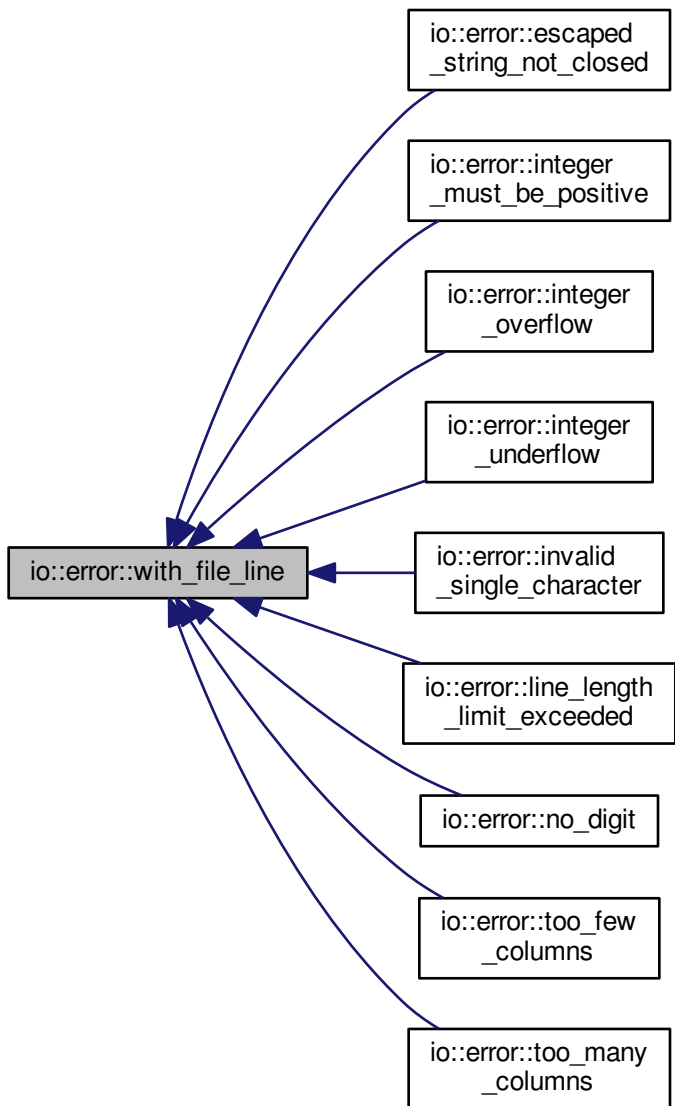 io::error::escaped
_string_not_closed
io::error::integer
_must_be_positive
io::error::integer
_overflow
io::error::integer
_underflow
io::error::with_file_line
io::error::invalid
_single_character
io::error::line_length
_limit_exceeded
io::error::no_digit
io::error::too_few
_columns
io::error::too_many
_columns